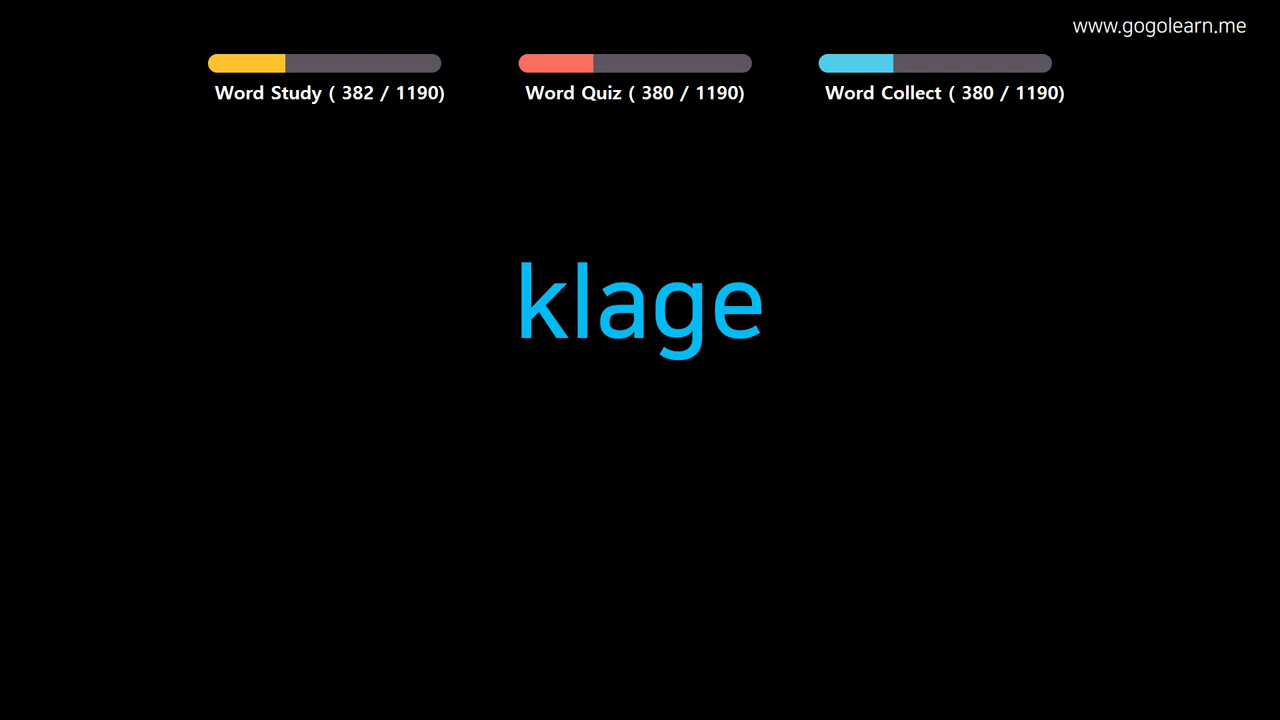 www.gogolearn.me
Word Study ( 382 / 1190)
Word Quiz ( 380 / 1190)
Word Collect ( 380 / 1190)
klage